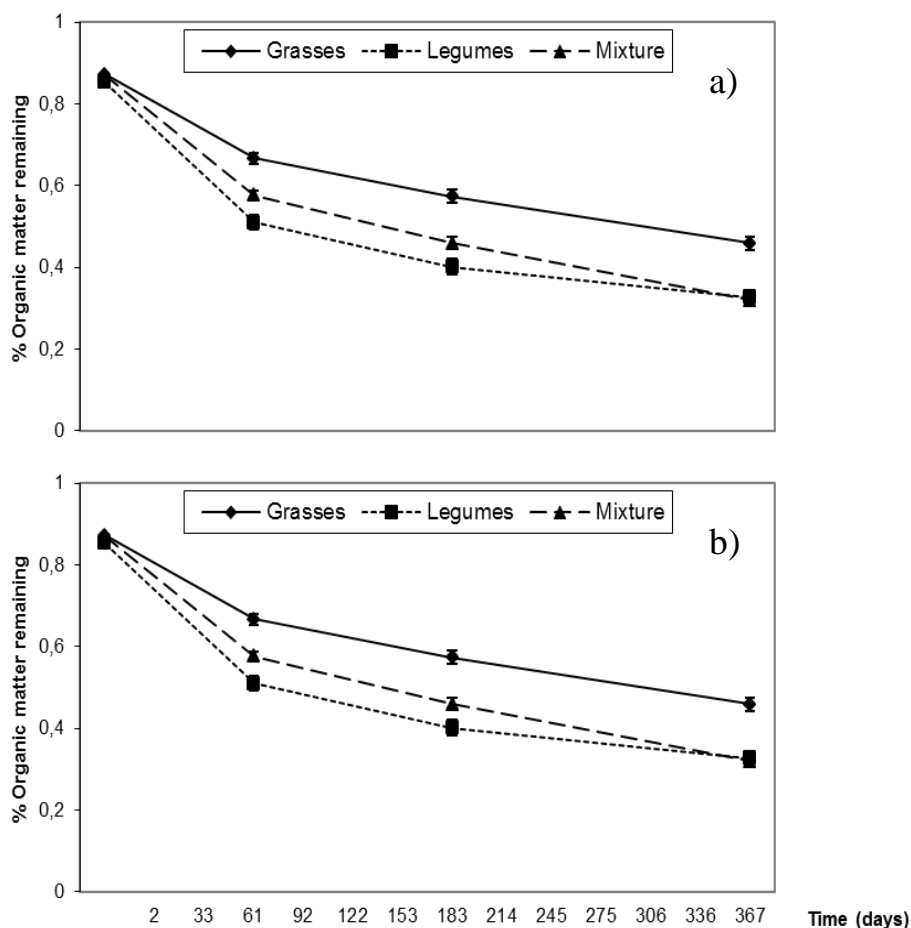 1
Grasses Legumes Mixture
a)
0,8
0,6
0,4
0,2
0
% Organic matter remaining
1
Grasses Legumes Mixture
b)
0,8
0,6
0,4
0,2
0
% Organic matter remaining
2 33 61 92 122 153 183 214 245 275 306 336 367 Time (days)